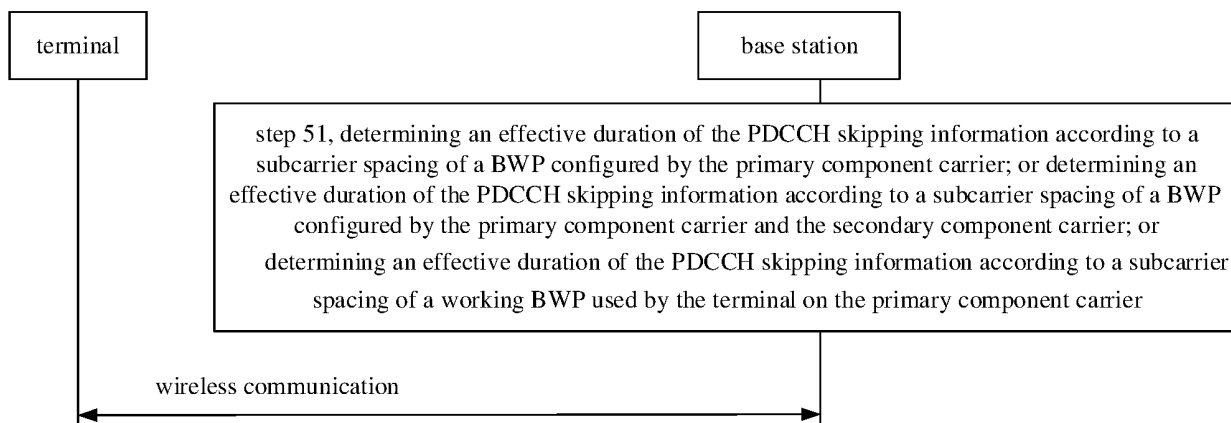 terminal
base station
step 51, determining an effective duration of the PDCCH skipping information according to a
subcarrier spacing of a BWP configured by the primary component carrier; or determining an
effective duration of the PDCCH skipping information according to a subcarrier spacing of a BWP
configured by the primary component carrier and the secondary component carrier; or
determining an effective duration of the PDCCH skipping information according to a subcarrier
spacing of a working BWP used by the terminal on the primary component carrier
wireless communication